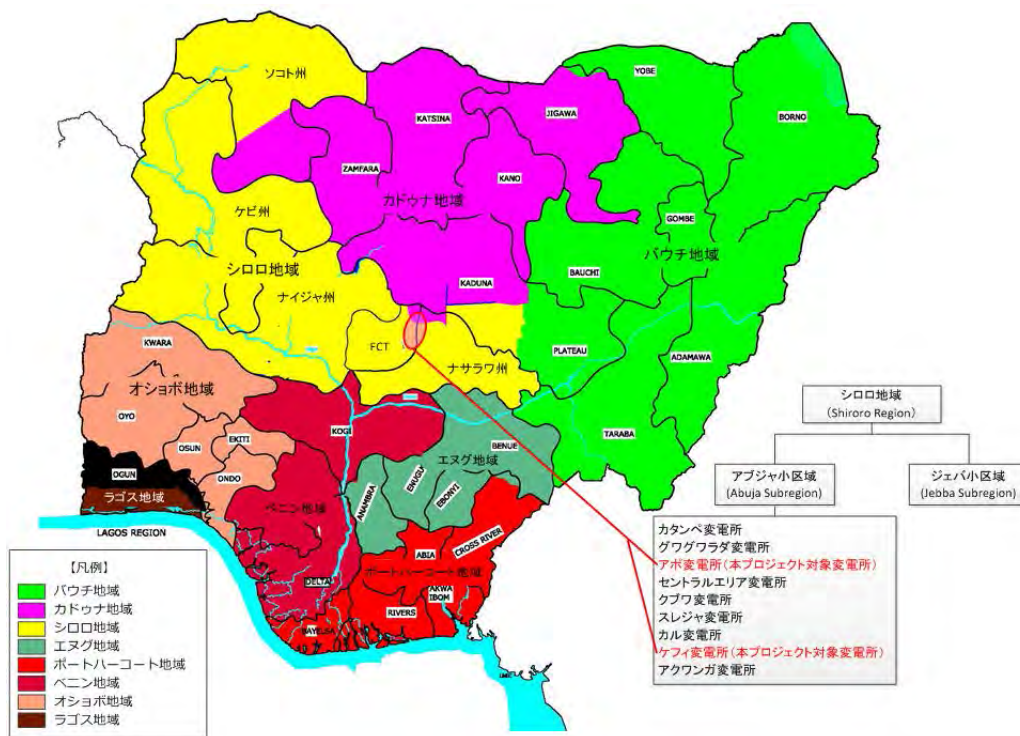 ソコト州
YOBE
KATSINA
JIGAWA
BORNO
ZAMFARA
KANO
カドゥナ地域
ケビ州
GOMBE
バウチ地域
シロロ地域
BAUCHI
KADUNA
ナイジャ州
FCT
PLATEAU
ADAMAWA
KWARA
ナサラワ州
オショボ地域
OYO
KOGI
EKITI
OSUN
BENUE
TARABA
エヌグ地域
OGUN
ONDO
ENUGU
ラゴス地域
ANAMBRA
EBONYI
ベニン地域
LAGOS REGION
ABIA
CROSS RIVER
ポートハーコート地域
DELTA
AKWA
IBOM
RIVERS
BAYELSA
シロロ地域
(Shiroro Region)
アブジャ小区域
(Abuja Subregion)
ジェバ小区域
(Jebba Subregion)
カタンペ変電所
グワグワラダ変電所
アポ変電所(本プロジェクト対象変電所)
セントラルエリア変電所
クブワ変電所
スレジャ変電所
カル変電所
ケフィ変電所(本プロジェクト対象変電所)
アクワンガ変電所
【凡例】
バウチ地域
カドゥナ地域
シロロ地域
エヌグ地域
ポートハーコート地域
ベニン地域
オショボ地域
ラゴス地域